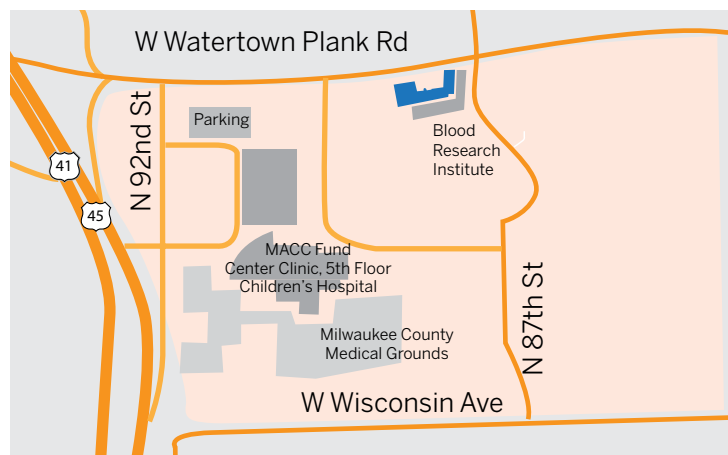 W Watertown Plank Rd
N 92nd St
Parking
Blood
Research
Institute
41
45
MACC Fund
Center Clinic, 5th Floor
Children's Hospital
N 87th St
Milwaukee County
Medical Grounds
W Wisconsin Ave